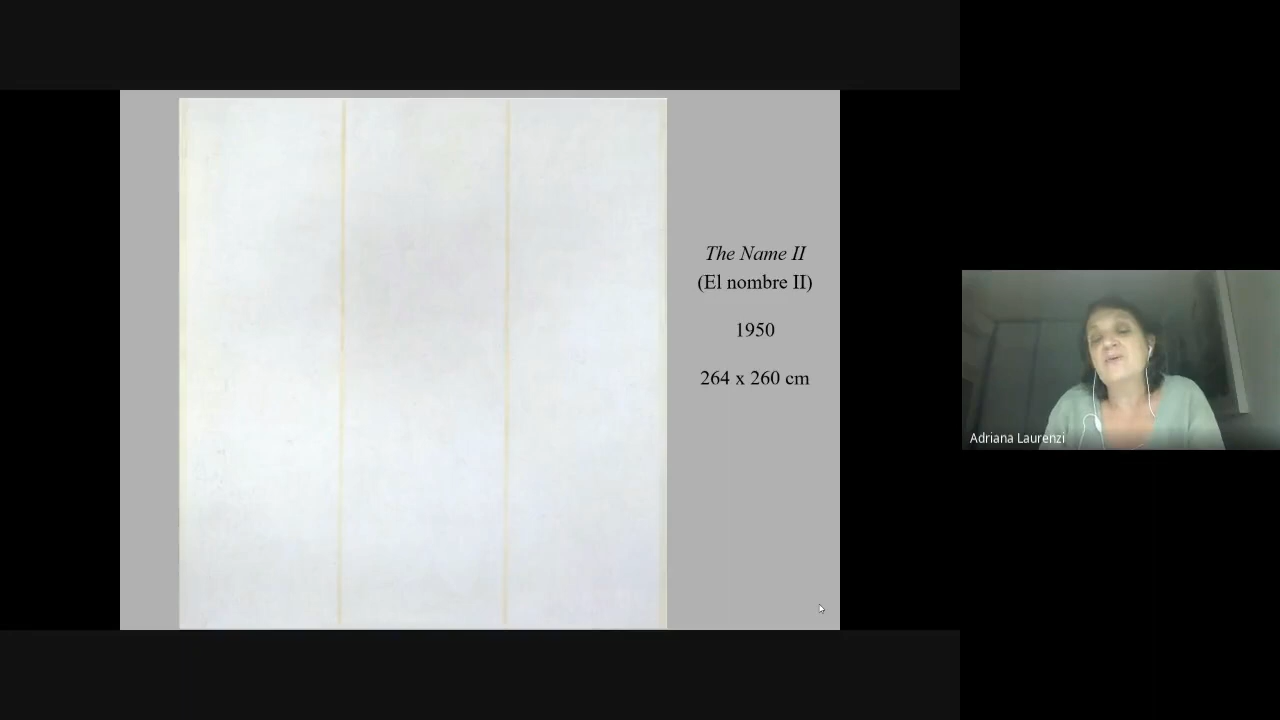 The Name II
(El nombre II)
1950
264 x 260 cm
Adriana Laurenzi